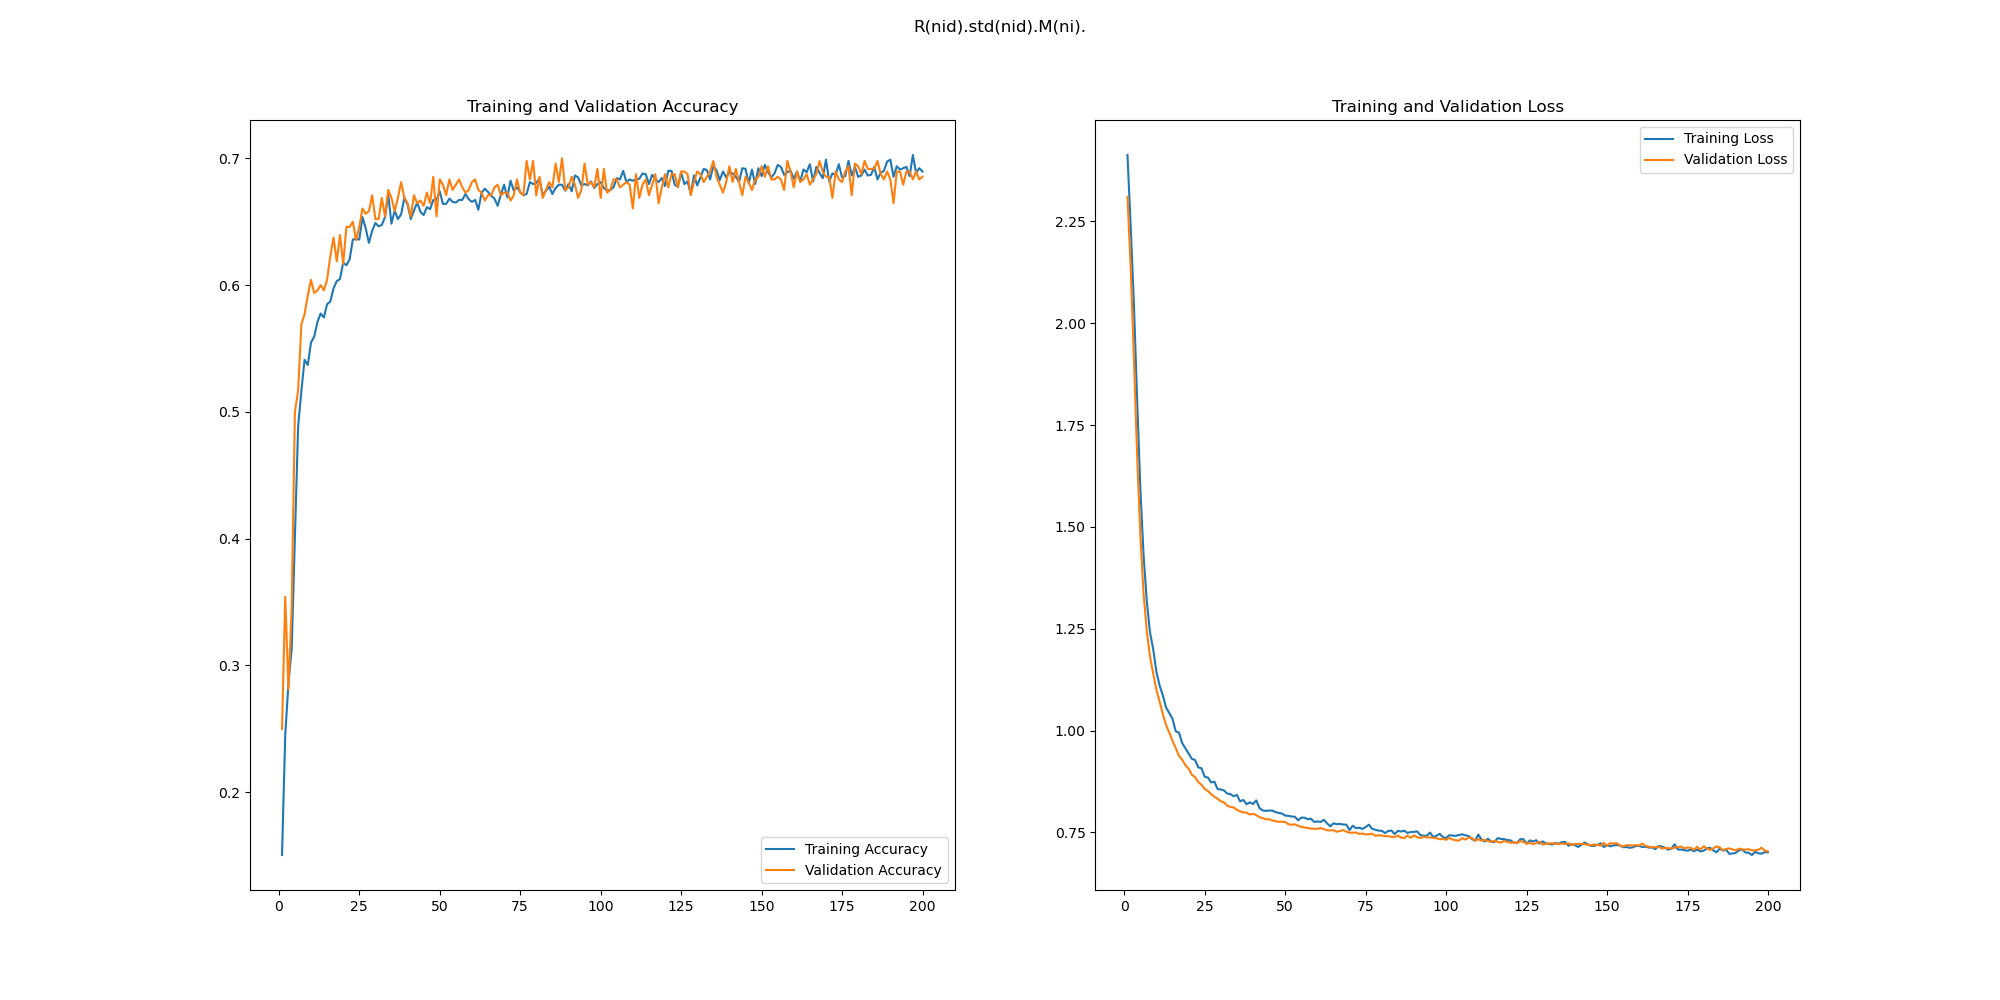 R(nid).std(nid).M(ni).
Training and Validation Accuracy
0.7
0.6
0.5
0.4
0.3
0.2
0 25 50 75 100 125 150 175 200
Training Accuracy
Validation Accuracy
Training and Validation Loss
2.25
2.00
1.75
1.50
1.25
1.00
0.75
0 25 50 75 100 125 150 175 200
Training Loss
Validation Loss